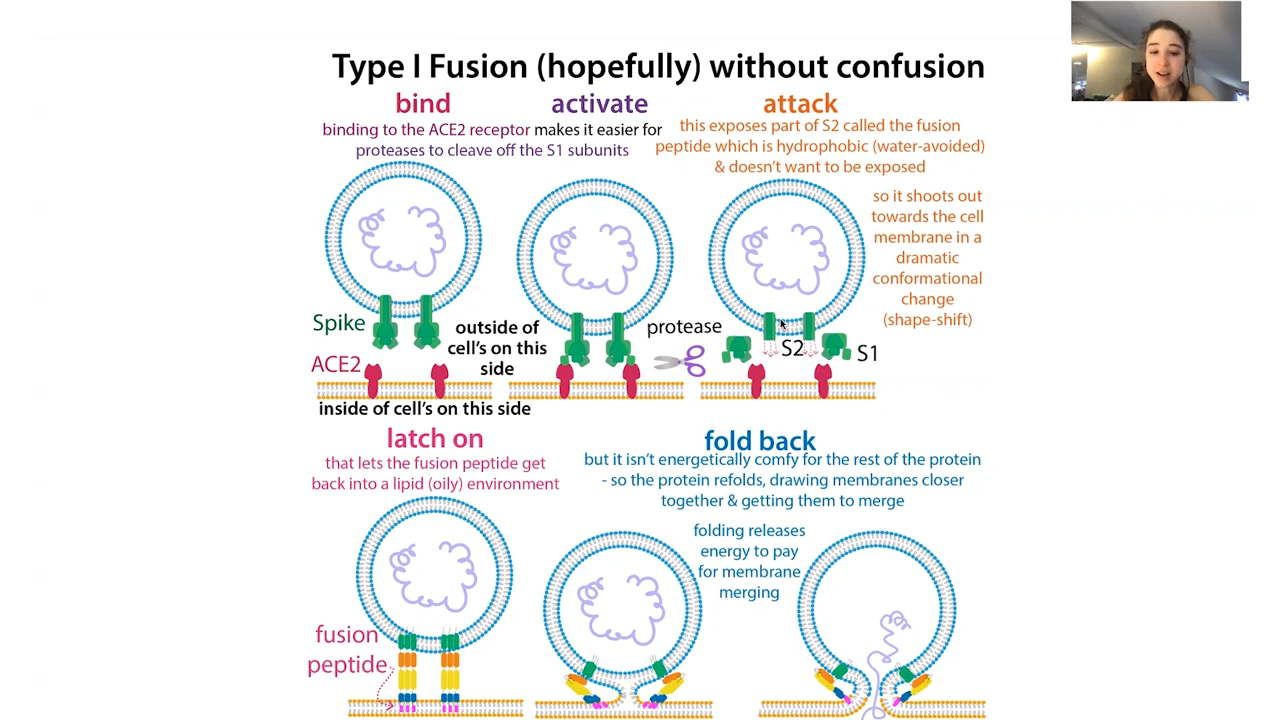 Type I Fusion (hopefully) without confusion
bind
binding to the ACE2 receptor makes it easier for
proteases to cleave off the S1 subunits
activate
attack
this exposes part of S2 called the fusion
peptide which is hydrophobic (water-avoided)
& doesn't want to be exposed
so it shoots out
towards the cell
membrane in a
dramatic
conformational
change
(shape-shift)
Spike
ACE2
outside of
cell's on this
side
inside of cell's on this side
protease
S2
S1
latch on
that lets the fusion peptide get
back into a lipid (oily) environment
fusion
peptide
fold back
but it isn't energetically comfy for the rest of the protein
- so the protein refolds, drawing membranes closer
together & getting them to merge
folding releases
energy to pay
for membrane
merging